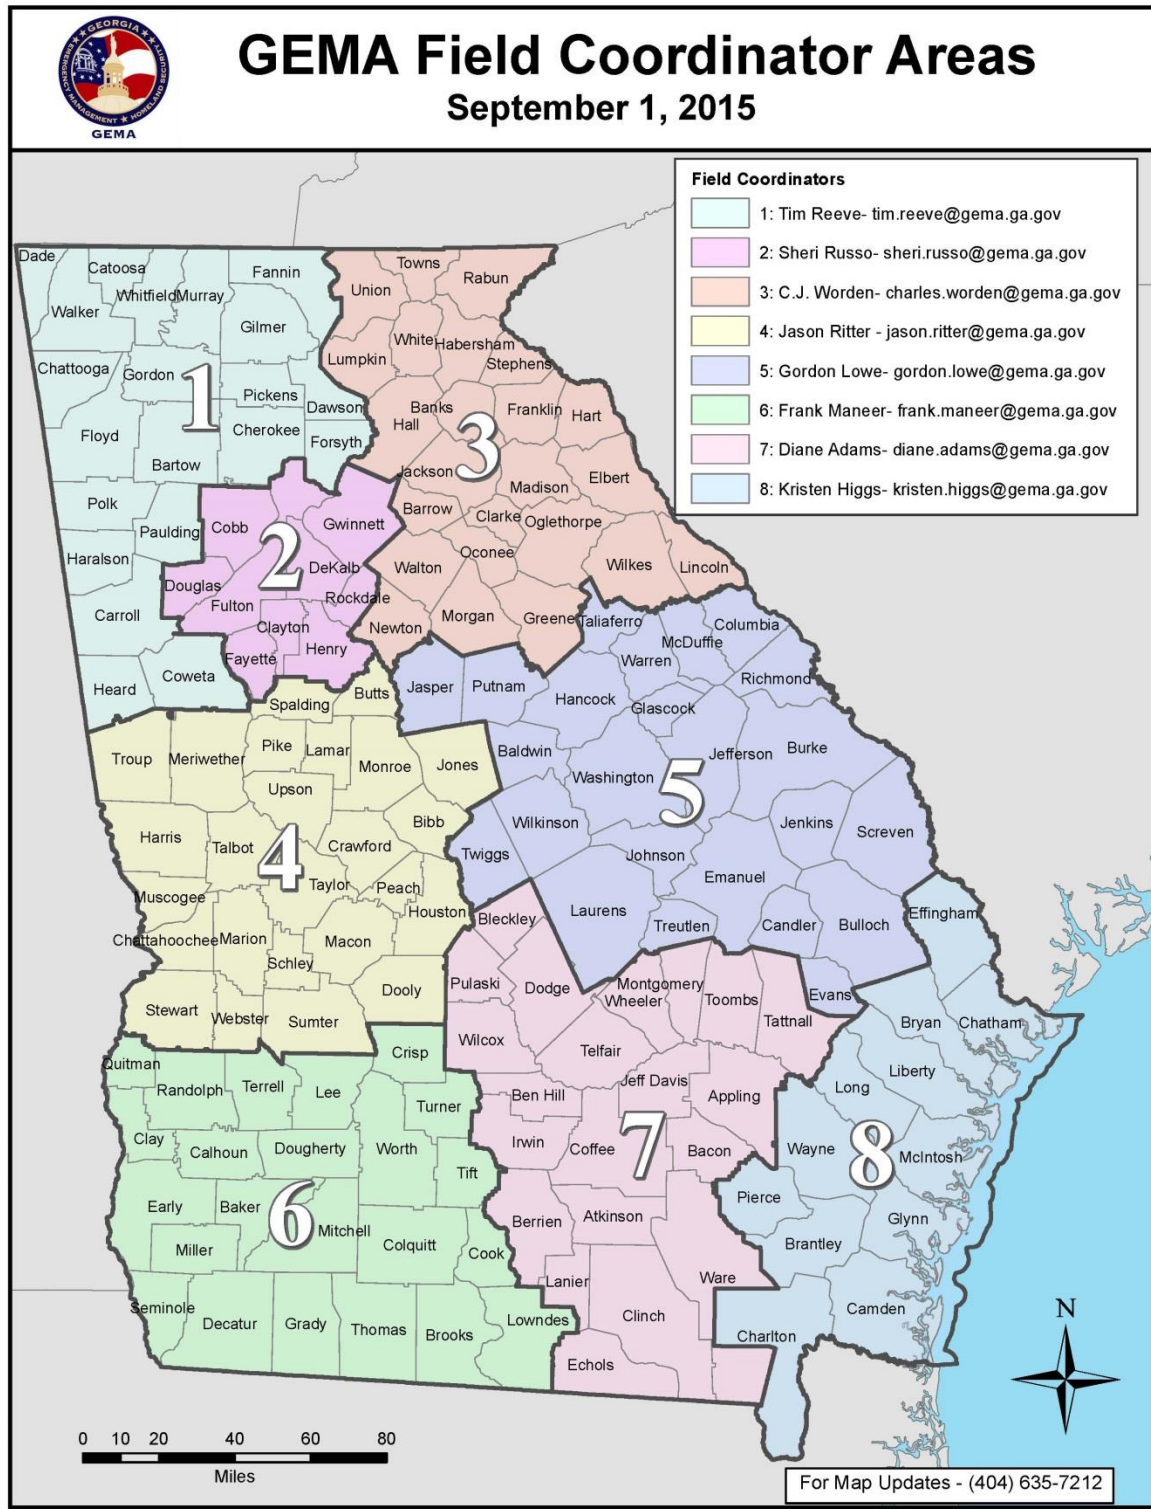 GEORGIA
EMERGENCY MANAGEMENT ★ HOMELAND SECURITY
GEMA
GEMA Field Coordinator Areas
September 1, 2015
Field Coordinators
1: Tim Reeve- tim.reeve@gema.ga.gov
2: Sheri Russo- sheri.russo@gema.ga.gov
3: C.J. Worden- charles.worden@gema.ga.gov
4: Jason Ritter - jason.ritter@gema.ga.gov
5: Gordon Lowe- gordon.lowe@gema.ga.gov
6: Frank Maneer- frank.maneer@gema.ga.gov
7: Diane Adams- diane.adams@gema.ga.gov
8: Kristen Higgs- kristen.higgs@gema.ga.gov
Dade
Catoosa
Fannin
Whitfield
Murray
Walker
Gilmer
Chattooga
Gordon
1
Pickens
Dawson
Floyd
Cherokee
Forsyth
Bartow
Polk
Paulding
Haralson
Carroll
Heard
Coweta
Cobb
Gwinnett
2
DeKalb
Douglas
Fulton
Rockdale
Clayton
Fayette
Henry
Towns
Rabun
Union
White
Habersham
Lumpkin
Stephens
Banks
Franklin
Hart
Hall
3
Jackson
Madison
Elbert
Barrow
Clarke
Oglethorpe
Oconee
Walton
Wilkes
Lincoln
Morgan
Greene
Newton
Taliaferro
Columbia
McDuffie
Warren
Richmond
Jasper
Putnam
Hancock
Glascock
Baldwin
Jefferson
Burke
Washington
5
Wilkinson
Jenkins
Screven
Twiggs
Johnson
Emanuel
Laurens
Treutlen
Candler
Bulloch
Evans
Butts
Spalding
Troup
Meriwether
Pike
Lamar
Monroe
Jones
Upson
Bibb
Harris
Talbot
4
Crawford
Taylor
Peach
Muscogee
Houston
Chattahoochee
Marion
Macon
Schley
Dooly
Stewart
Webster
Sumter
Quitman
Crisp
Randolph
Terrell
Lee
Turner
Clay
Calhoun
Dougherty
Worth
Tift
Early
Baker
6
Mitchell
Miller
Colquitt
Cook
Seminole
Decatur
Grady
Thomas
Brooks
Lowndes
Bleckley
Pulaski
Dodge
Montgomery
Wheeler
Toombs
Tattnall
Wilcox
Telfair
Ben Hill
Jeff Davis
Appling
Irwin
Coffee
7
Bacon
Berrien
Atkinson
Lanier
Ware
Clinch
Echols
Effingham
Bryan
Chatham
Liberty
Long
Wayne
8
McIntosh
Pierce
Glynn
Brantley
Camden
Charlton
N
0 10 20 40 60 80
Miles
For Map Updates - (404) 635-7212